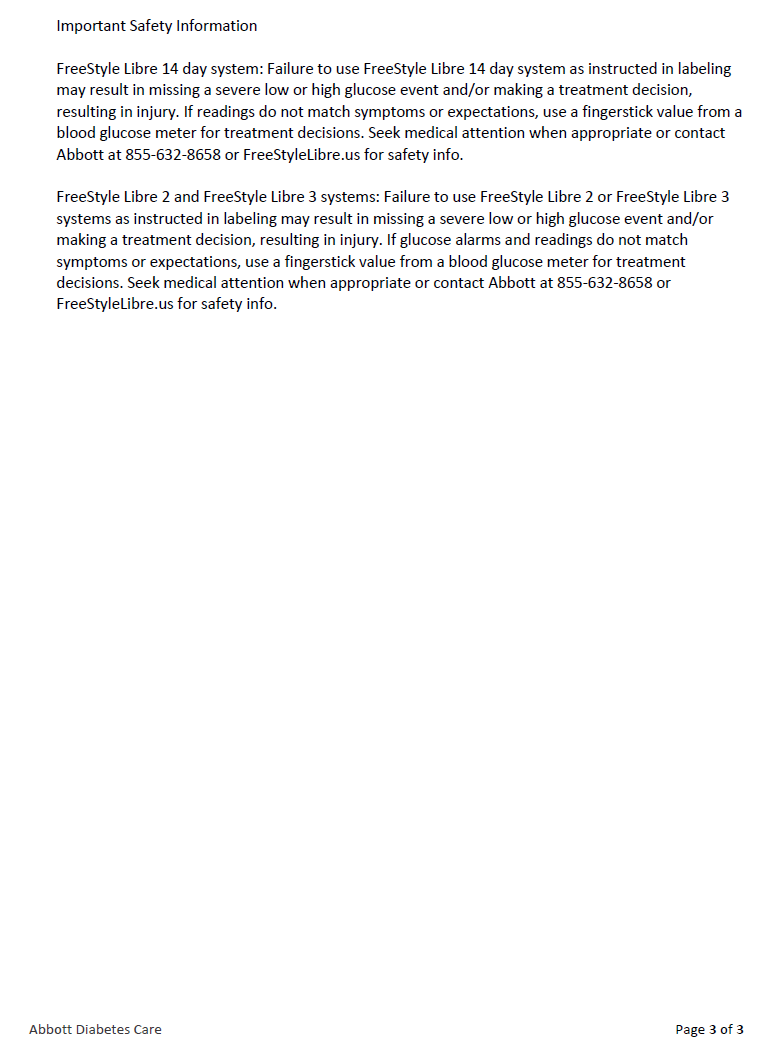 Important Safety Information
FreeStyle Libre 14 day system: Failure to use FreeStyle Libre 14 day system as instructed in labeling
may result in missing a severe low or high glucose event and/or making a treatment decision,
resulting in injury. If readings do not match symptoms or expectations, use a fingerstick value from a
blood glucose meter for treatment decisions. Seek medical attention when appropriate or contact
Abbott at 855-632-8658 or FreeStyleLibre.us for safety info.
FreeStyle Libre 2 and FreeStyle Libre 3 systems: Failure to use FreeStyle Libre 2 or FreeStyle Libre 3
systems as instructed in labeling may result in missing a severe low or high glucose event and/or
making a treatment decision, resulting in injury. If glucose alarms and readings do not match
symptoms or expectations, use a fingerstick value from a blood glucose meter for treatment
decisions. Seek medical attention when appropriate or contact Abbott at 855-632-8658 or
FreeStyleLibre.us for safety info.
Abbott Diabetes Care
Page 3 of 3